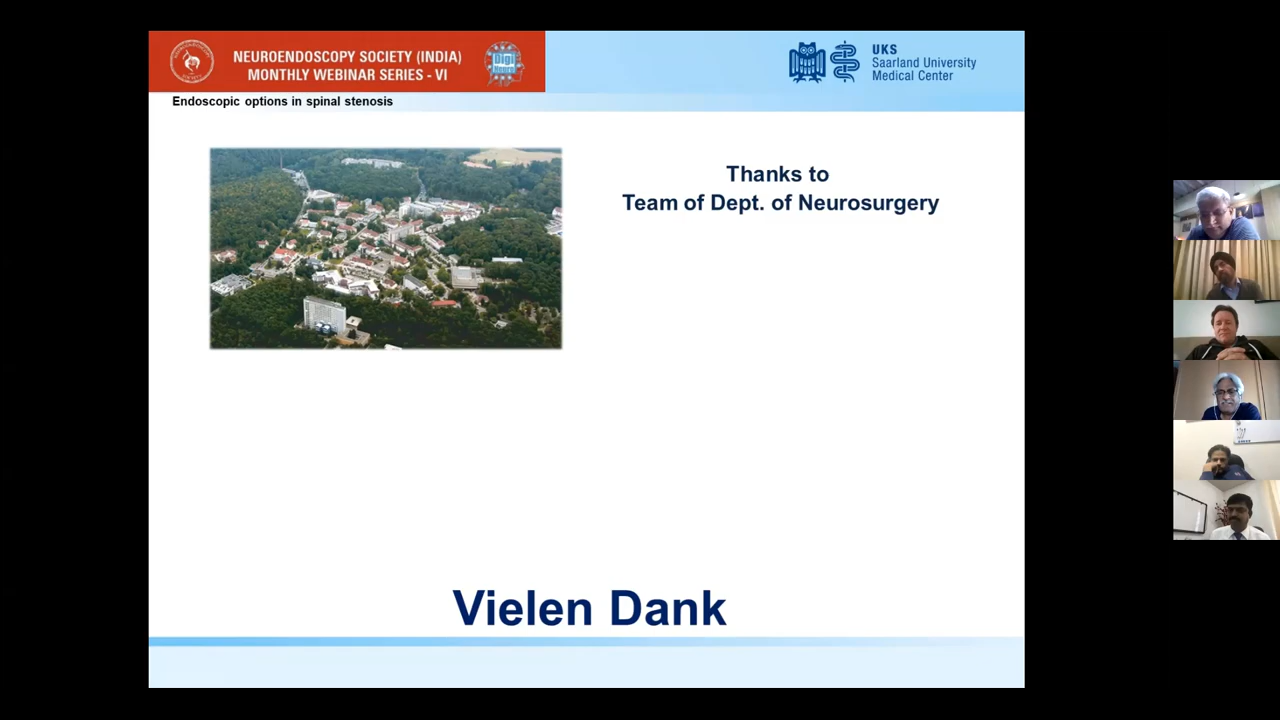 NEUROENDOSCOPY SOCIETY (INDIA)
MONTHLY WEBINAR SERIES - VI
Digi
UKS
Saarland University
Medical Center
Endoscopic options in spinal stenosis
Thanks to
Team of Dept. of Neurosurgery
Vielen Dank